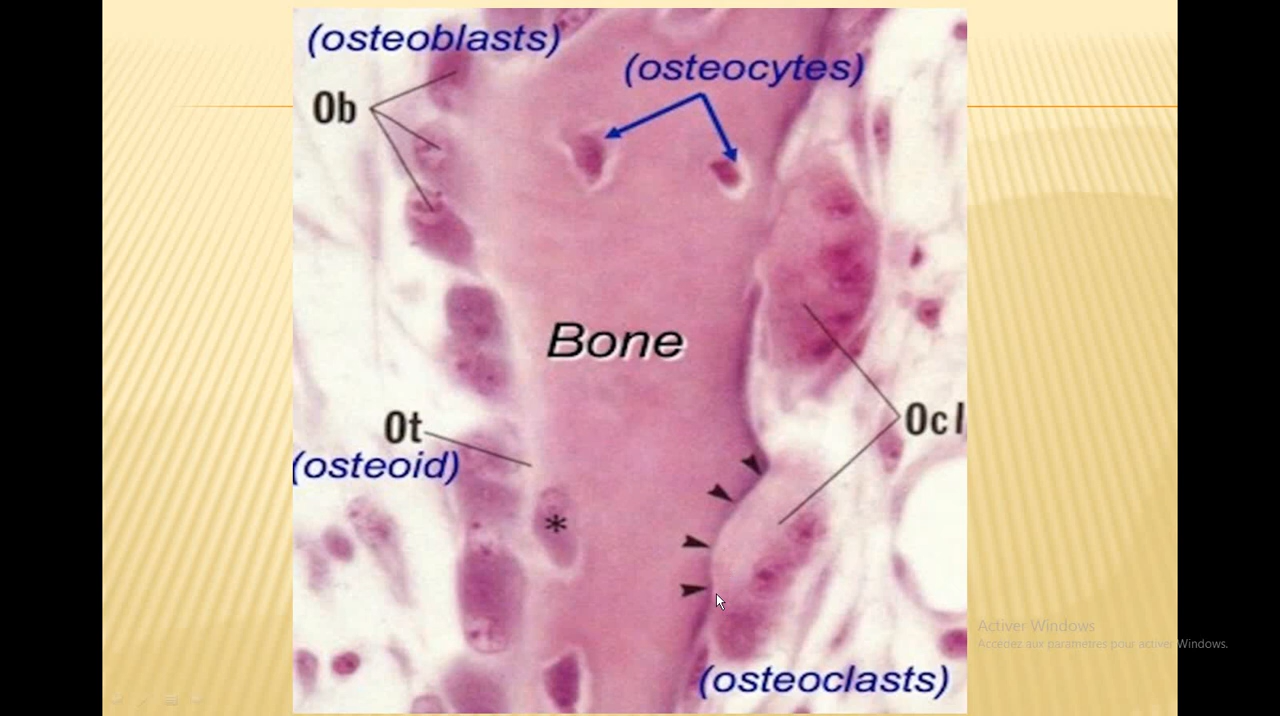 (osteoblasts)
(osteocytes)
Ob
Bone
Ot
(osteoid)
Ocl
*
(osteoclasts)
Activer Windows
Accédez aux paramètres pour activer Windows.